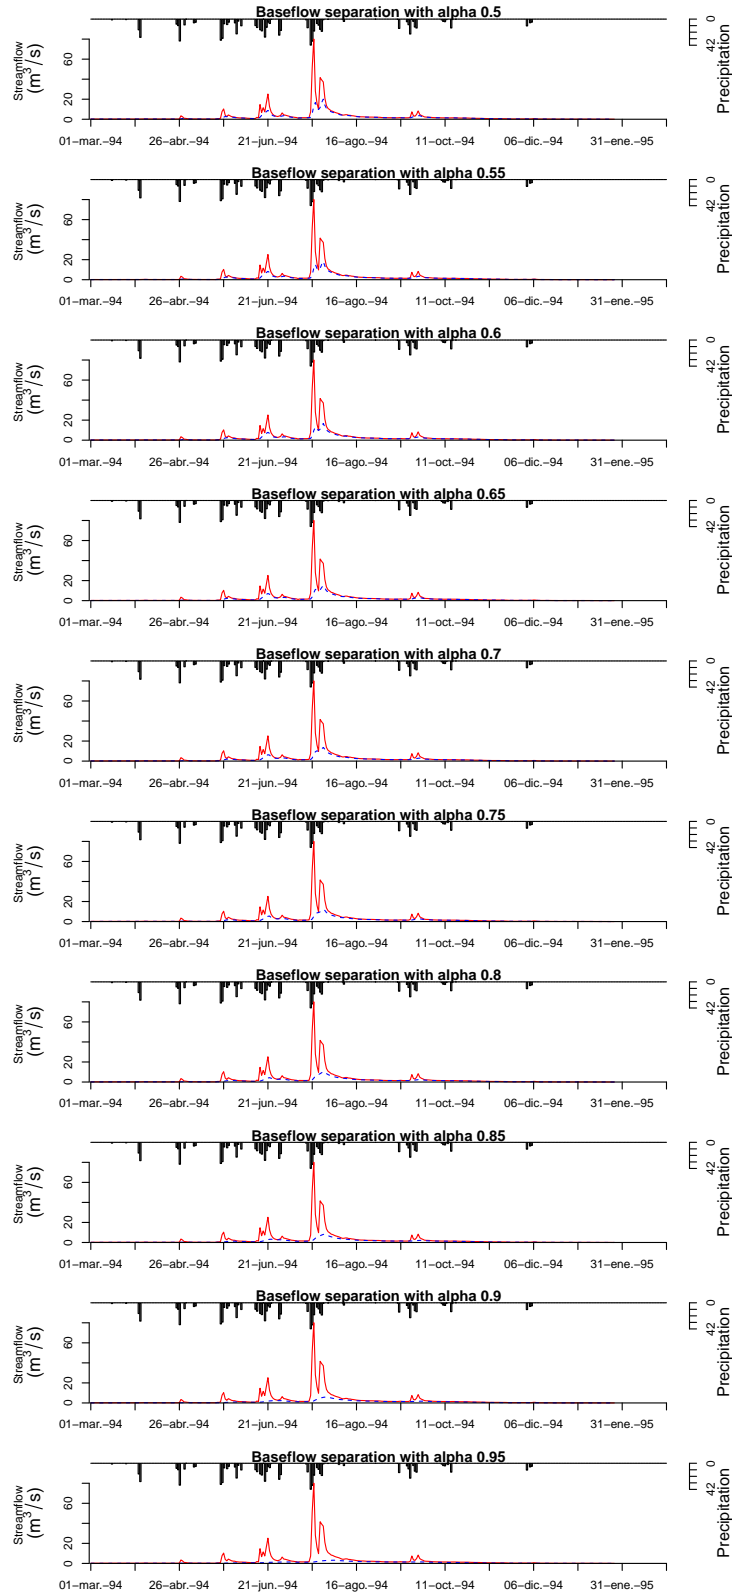 Baseflow separation with alpha 0.5
Streamflow
(m3/s)
0 20 60
0 42
Precipitation
01−mar.−94 26−abr.−94 21−jun.−94 16−ago.−94 11−oct.−94 06−dic.−94 31−ene.−95
Baseflow separation with alpha 0.55
Streamflow
(m3/s)
0 20 60
0 42
Precipitation
01−mar.−94 26−abr.−94 21−jun.−94 16−ago.−94 11−oct.−94 06−dic.−94 31−ene.−95
Baseflow separation with alpha 0.6
Streamflow
(m3/s)
0 20 60
0 42
Precipitation
01−mar.−94 26−abr.−94 21−jun.−94 16−ago.−94 11−oct.−94 06−dic.−94 31−ene.−95
Baseflow separation with alpha 0.65
Streamflow
(m3/s)
0 20 60
0 42
Precipitation
01−mar.−94 26−abr.−94 21−jun.−94 16−ago.−94 11−oct.−94 06−dic.−94 31−ene.−95
Baseflow separation with alpha 0.7
Streamflow
(m3/s)
0 20 60
0 42
Precipitation
01−mar.−94 26−abr.−94 21−jun.−94 16−ago.−94 11−oct.−94 06−dic.−94 31−ene.−95
Baseflow separation with alpha 0.75
Streamflow
(m3/s)
0 20 60
0 42
Precipitation
01−mar.−94 26−abr.−94 21−jun.−94 16−ago.−94 11−oct.−94 06−dic.−94 31−ene.−95
Baseflow separation with alpha 0.8
Streamflow
(m3/s)
0 20 60
0 42
Precipitation
01−mar.−94 26−abr.−94 21−jun.−94 16−ago.−94 11−oct.−94 06−dic.−94 31−ene.−95
Baseflow separation with alpha 0.85
Streamflow
(m3/s)
0 20 60
0 42
Precipitation
01−mar.−94 26−abr.−94 21−jun.−94 16−ago.−94 11−oct.−94 06−dic.−94 31−ene.−95
Baseflow separation with alpha 0.9
Streamflow
(m3/s)
0 20 60
0 42
Precipitation
01−mar.−94 26−abr.−94 21−jun.−94 16−ago.−94 11−oct.−94 06−dic.−94 31−ene.−95
Baseflow separation with alpha 0.95
Streamflow
(m3/s)
0 20 60
0 42
Precipitation
01−mar.−94 26−abr.−94 21−jun.−94 16−ago.−94 11−oct.−94 06−dic.−94 31−ene.−95